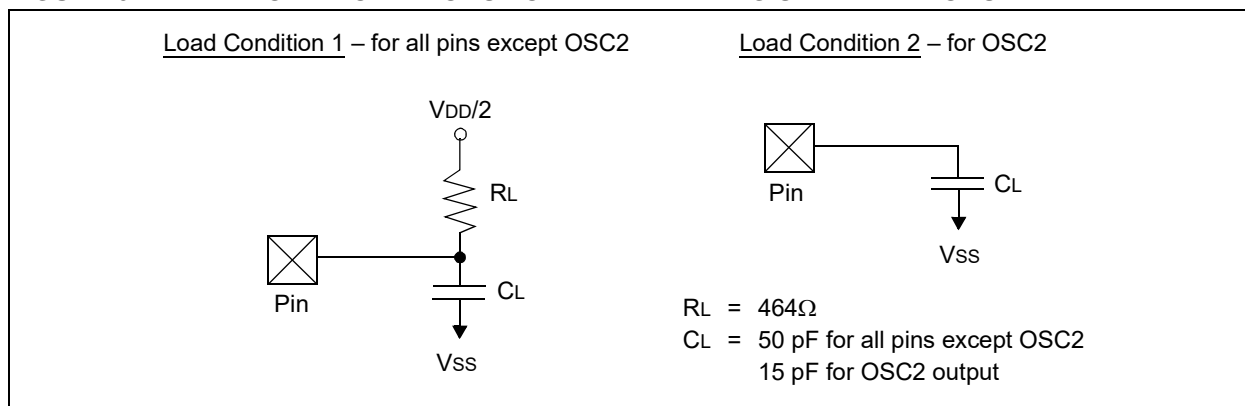 Load Condition 1 – for all pins except OSC2
Load Condition 2 – for OSC2
VDD/2
RL
Pin
CL
VSS
Pin
CL
VSS
RL = 464Ω
CL = 50 pF for all pins except OSC2
15 pF for OSC2 output